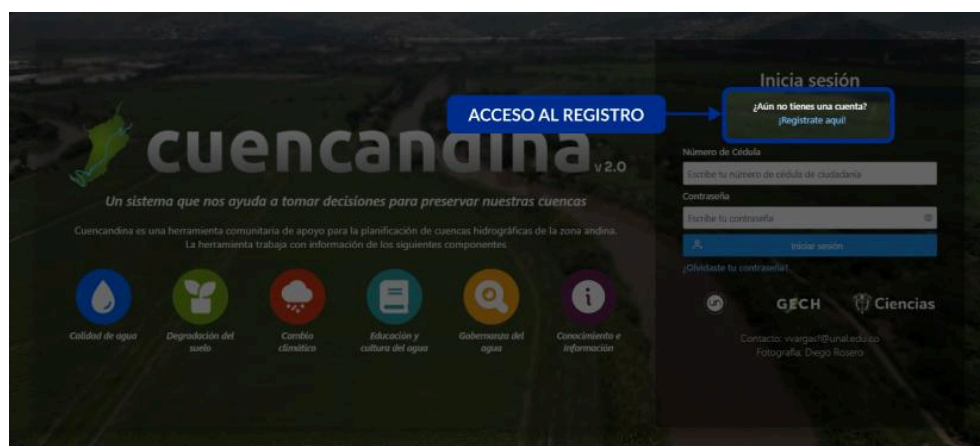 Inicia sesión
¿Aún no tienes una cuenta?
¡Registrate aquí!
ACCESO AL REGISTRO
cuencandina v 2.0
Un sistema que nos ayuda a tomar decisiones para preservar nuestras cuencas
Cuencandina es una herramienta comunitaria de apoyo para la planificación de cuencas hidrográficas de la zona andina.
La herramienta trabaja con información de los siguientes componentes
Calidad de agua
Degradación del
suelo
Cambio
climático
Educación y
cultura del agua
Gobernanza del
agua
Conocimiento e
Información
Número de Cédula
Escribe tu número de cédula de ciudadanía
Contraseña
Escribe tu contraseña
Iniciar sesión
¿Olvidaste tu contraseña?
GECH
Ciencias
Fotografía: Diego Rosero